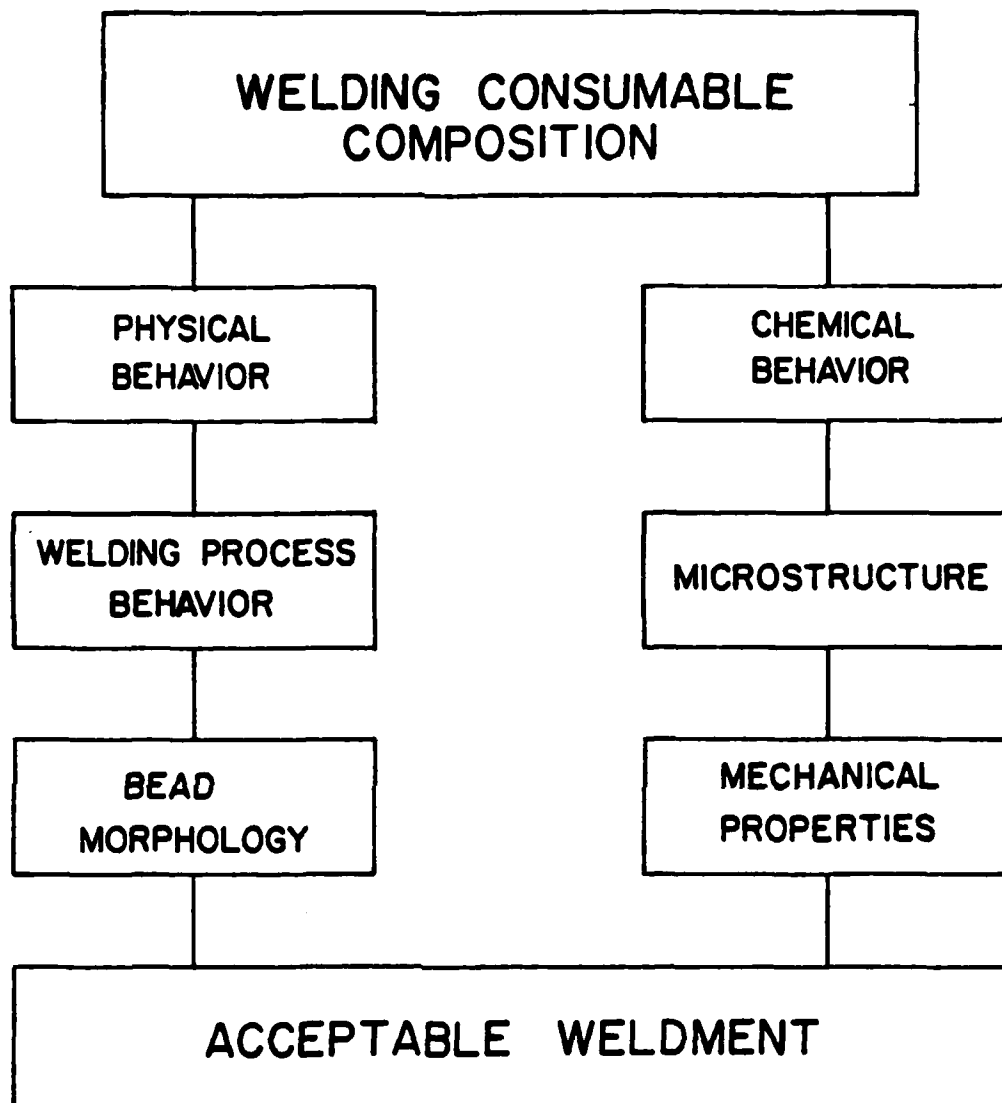 WELDING CONSUMABLE
COMPOSITION
PHYSICAL
BEHAVIOR
CHEMICAL
BEHAVIOR
WELDING PROCESS
BEHAVIOR
MICROSTRUCTURE
BEAD
MORPHOLOGY
MECHANICAL
PROPERTIES
ACCEPTABLE WELDMENT